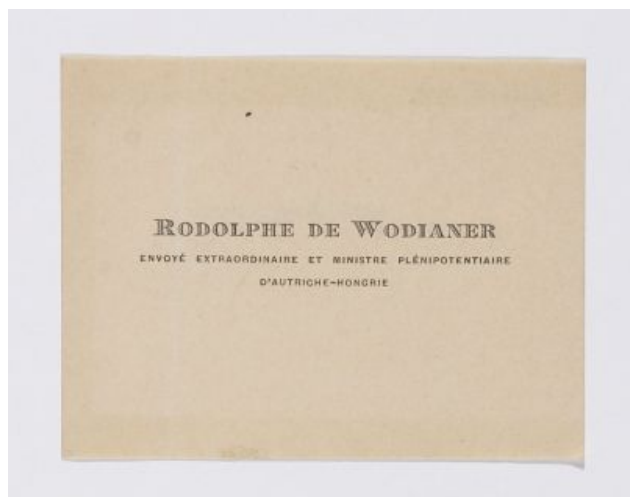 RODOLPHE DE WODIANER
ENVOYÉ EXTRAORDINAIRE ET MINISTRE PLÉNIPOTENTIAIRE
D'AUTRICHE-HONGRIE